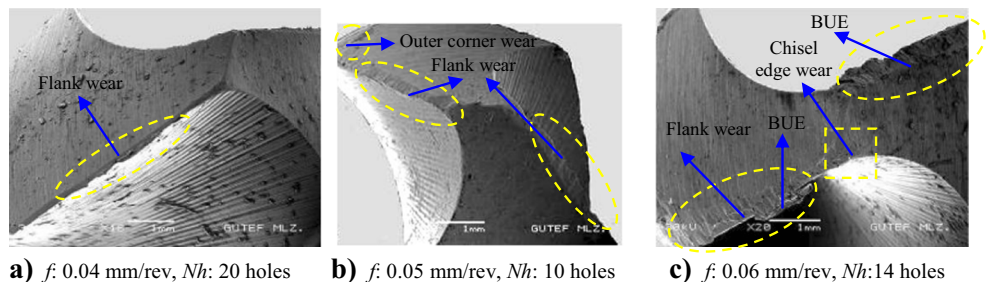 Flank wear
X18 1mm GUTEF MLZ.
a) f: 0.04 mm/rev, Nh: 20 holes
Outer corner wear
Flank wear
1mm GUTEF MLZ.
b) f: 0.05 mm/rev, Nh: 10 holes
BUE
Chisel
edge wear
BUE
Flank wear
X20 1mm GUTEF MLZ.
c) f: 0.06 mm/rev, Nh:14 holes